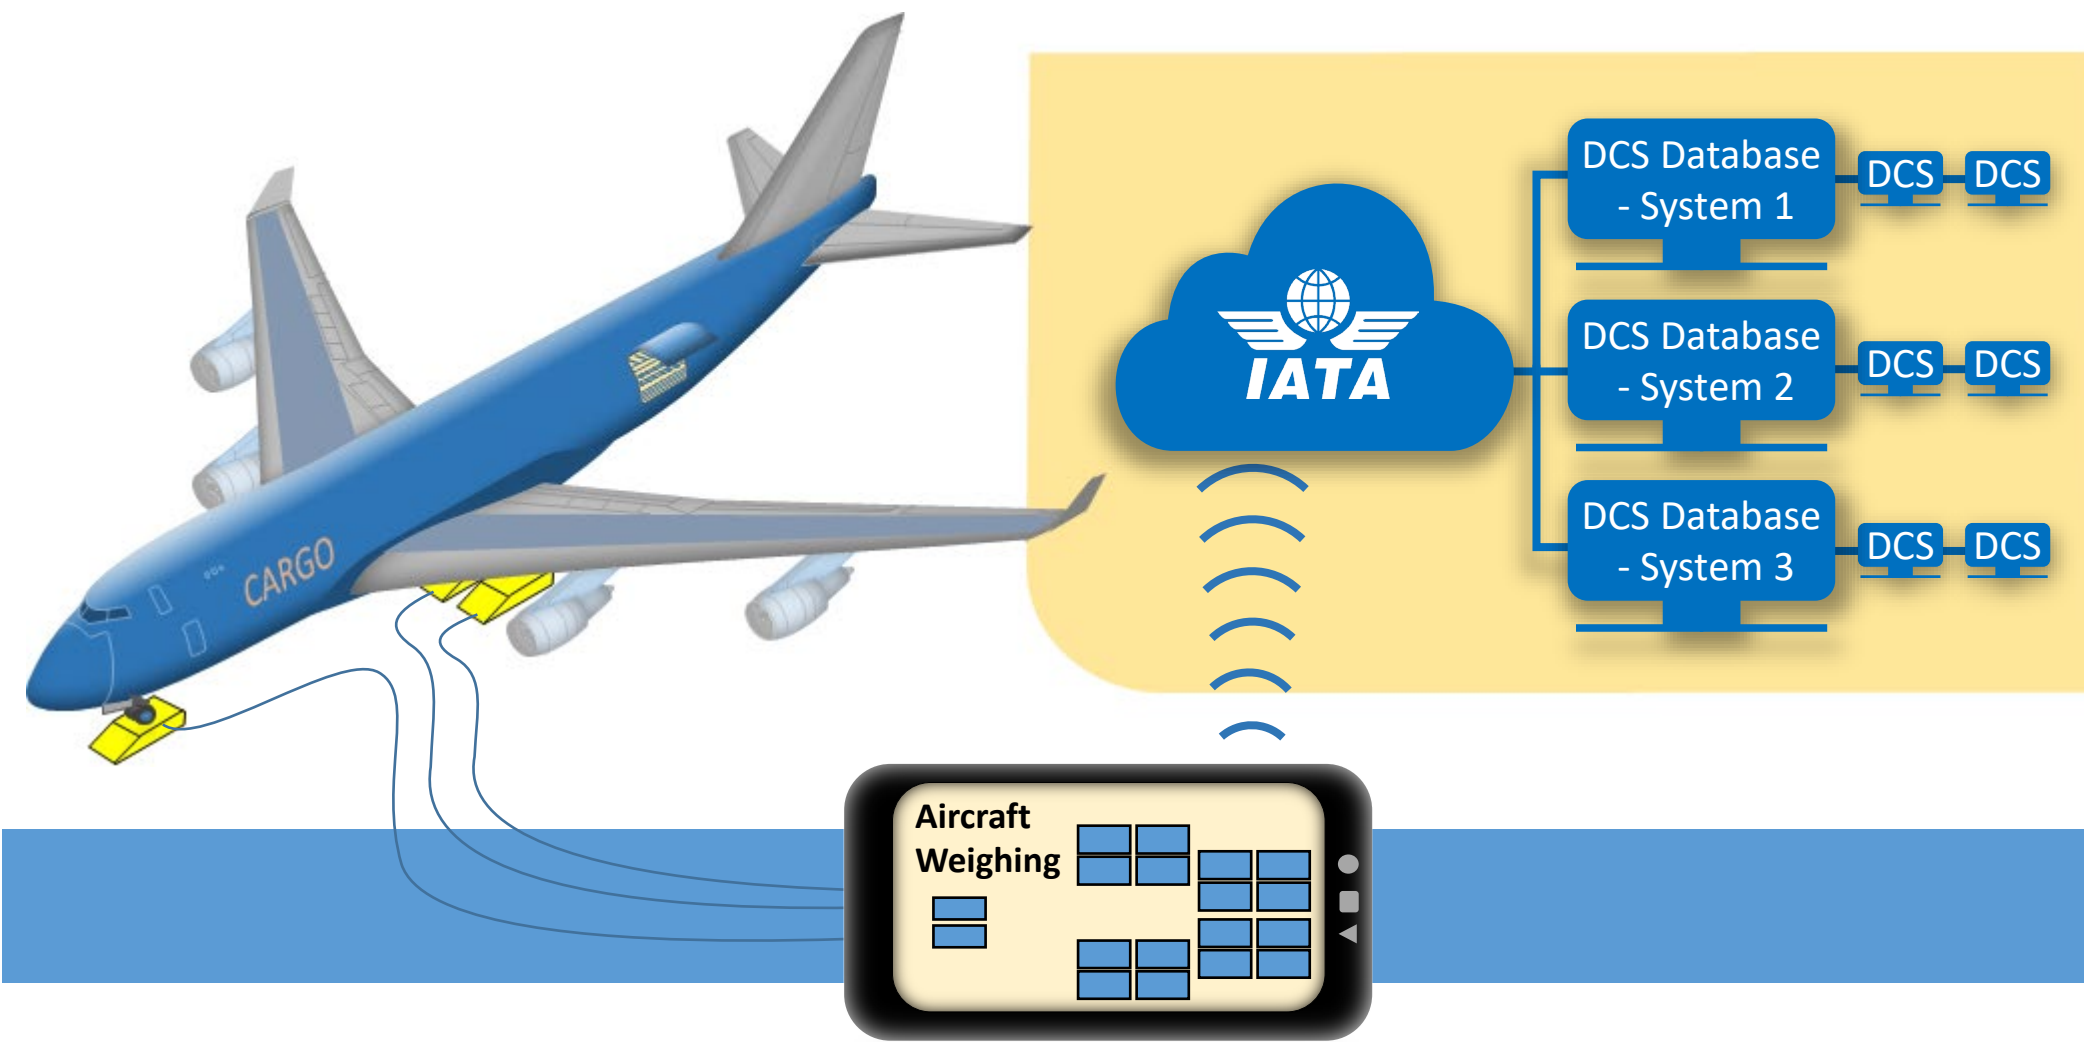 CARGO
IATA
DCS Database
- System 1
DCS
DCS
DCS Database
- System 2
DCS
DCS
DCS Database
- System 3
DCS
DCS
Aircraft
Weighing